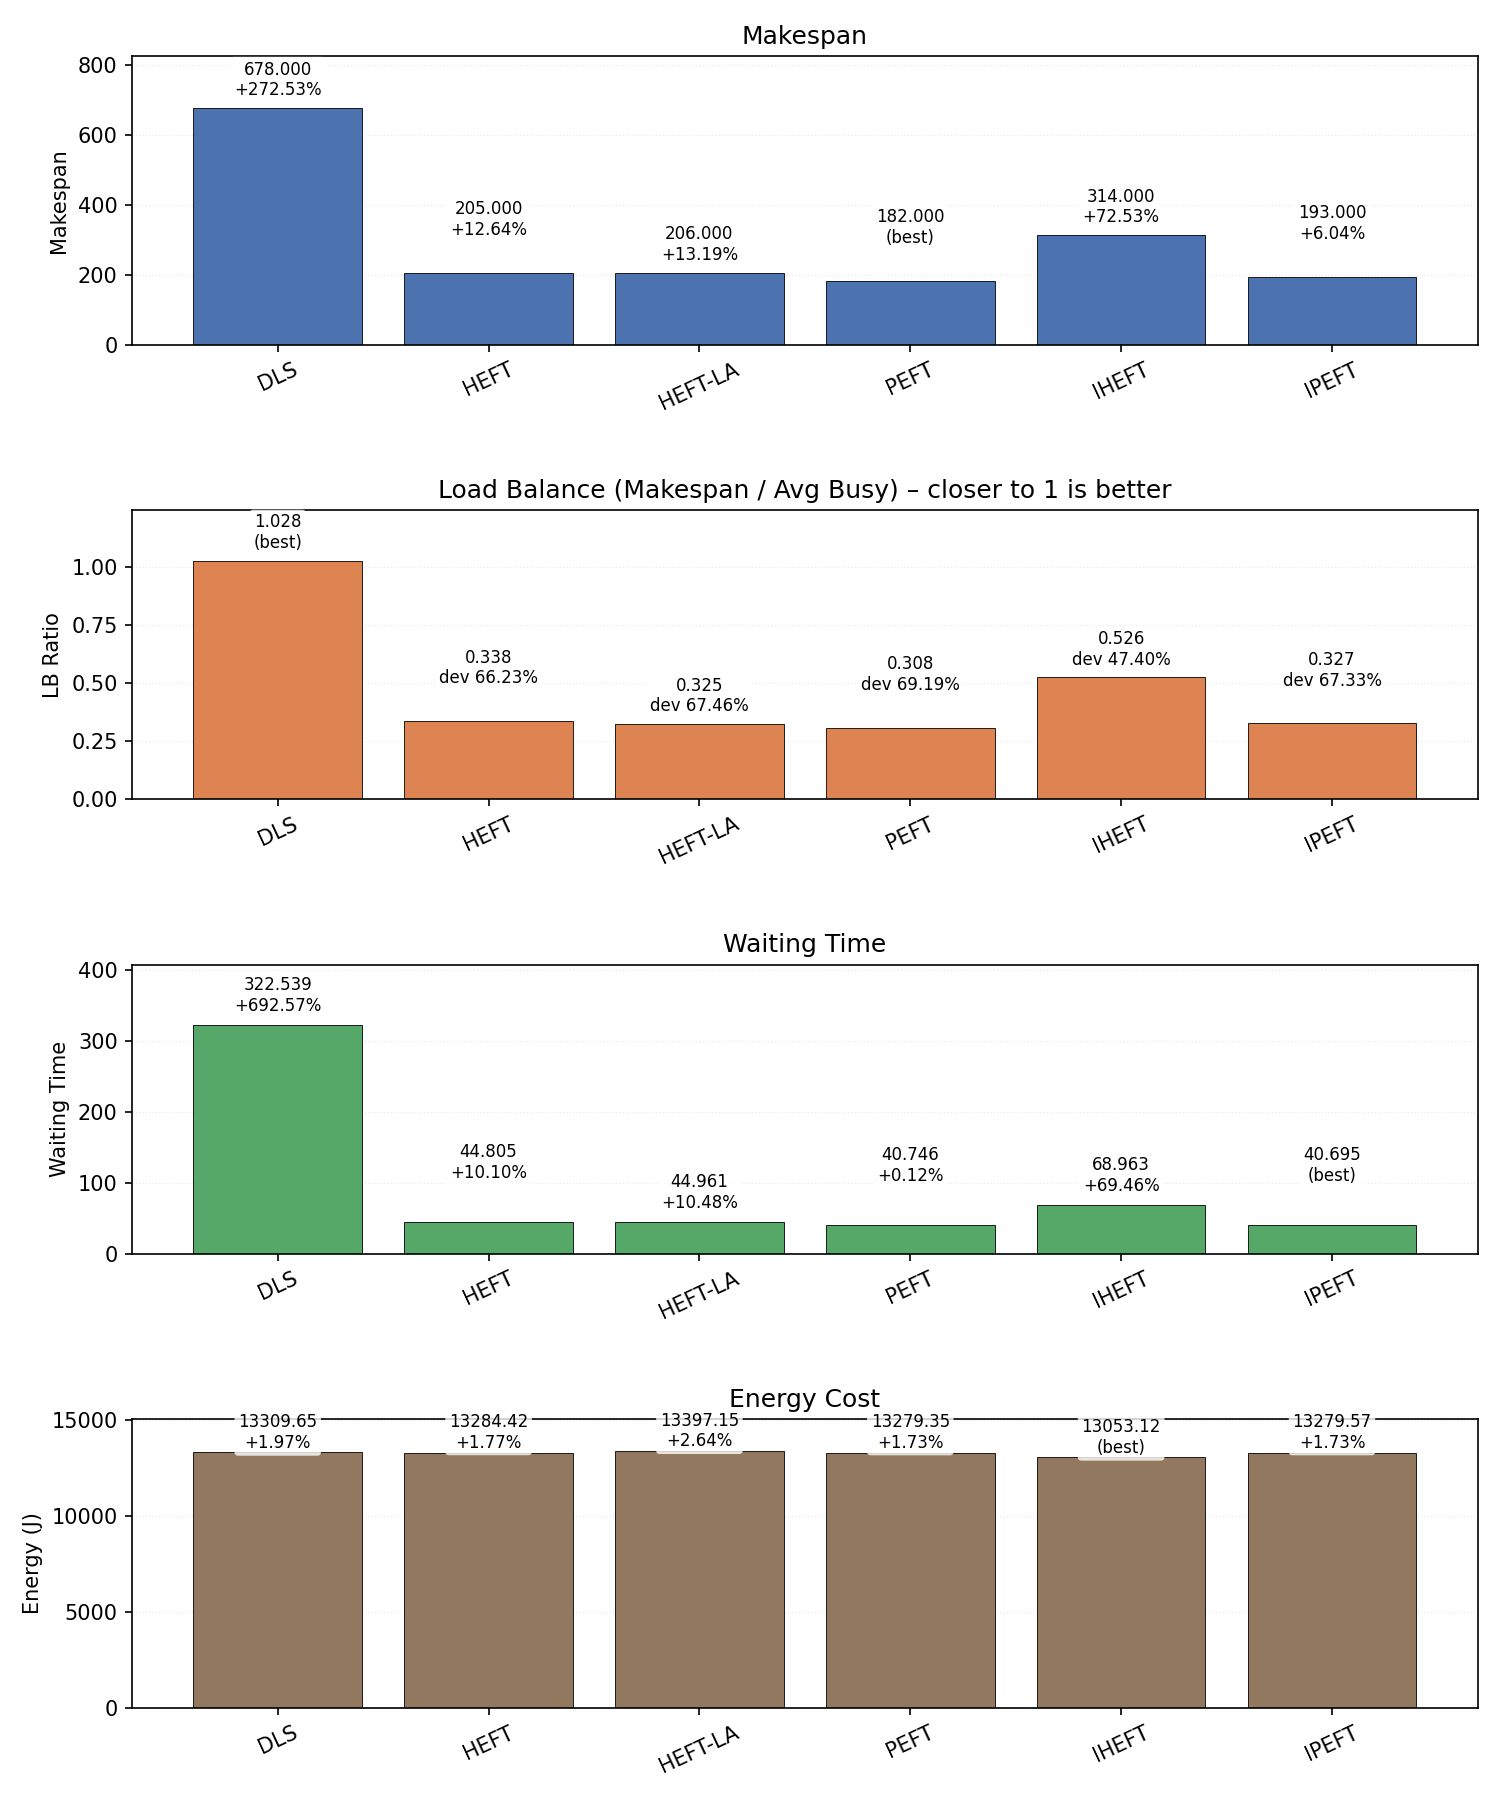 Makespan
800
600
400
200
0
Makespan
678.000
+272.53%
205.000
+12.64%
206.000
+13.19%
182.000
(best)
314.000
+72.53%
193.000
+6.04%
DLS
HEFT
HEFT-LA
PEFT
IHEFT
IPEFT
Load Balance (Makespan / Avg Busy) – closer to 1 is better
1.00
0.75
0.50
0.25
0.00
LB Ratio
1.028
(best)
0.338
dev 66.23%
0.325
dev 67.46%
0.308
dev 69.19%
0.526
dev 47.40%
0.327
dev 67.33%
DLS
HEFT
HEFT-LA
PEFT
IHEFT
IPEFT
Waiting Time
400
300
200
100
0
Waiting Time
322.539
+692.57%
44.805
+10.10%
44.961
+10.48%
40.746
+0.12%
68.963
+69.46%
40.695
(best)
DLS
HEFT
HEFT-LA
PEFT
IHEFT
IPEFT
Energy Cost
15000
10000
5000
0
Energy (J)
13309.65
+1.97%
13284.42
+1.77%
13397.15
+2.64%
13279.35
+1.73%
13053.12
(best)
13279.57
+1.73%
DLS
HEFT
HEFT-LA
PEFT
IHEFT
IPEFT